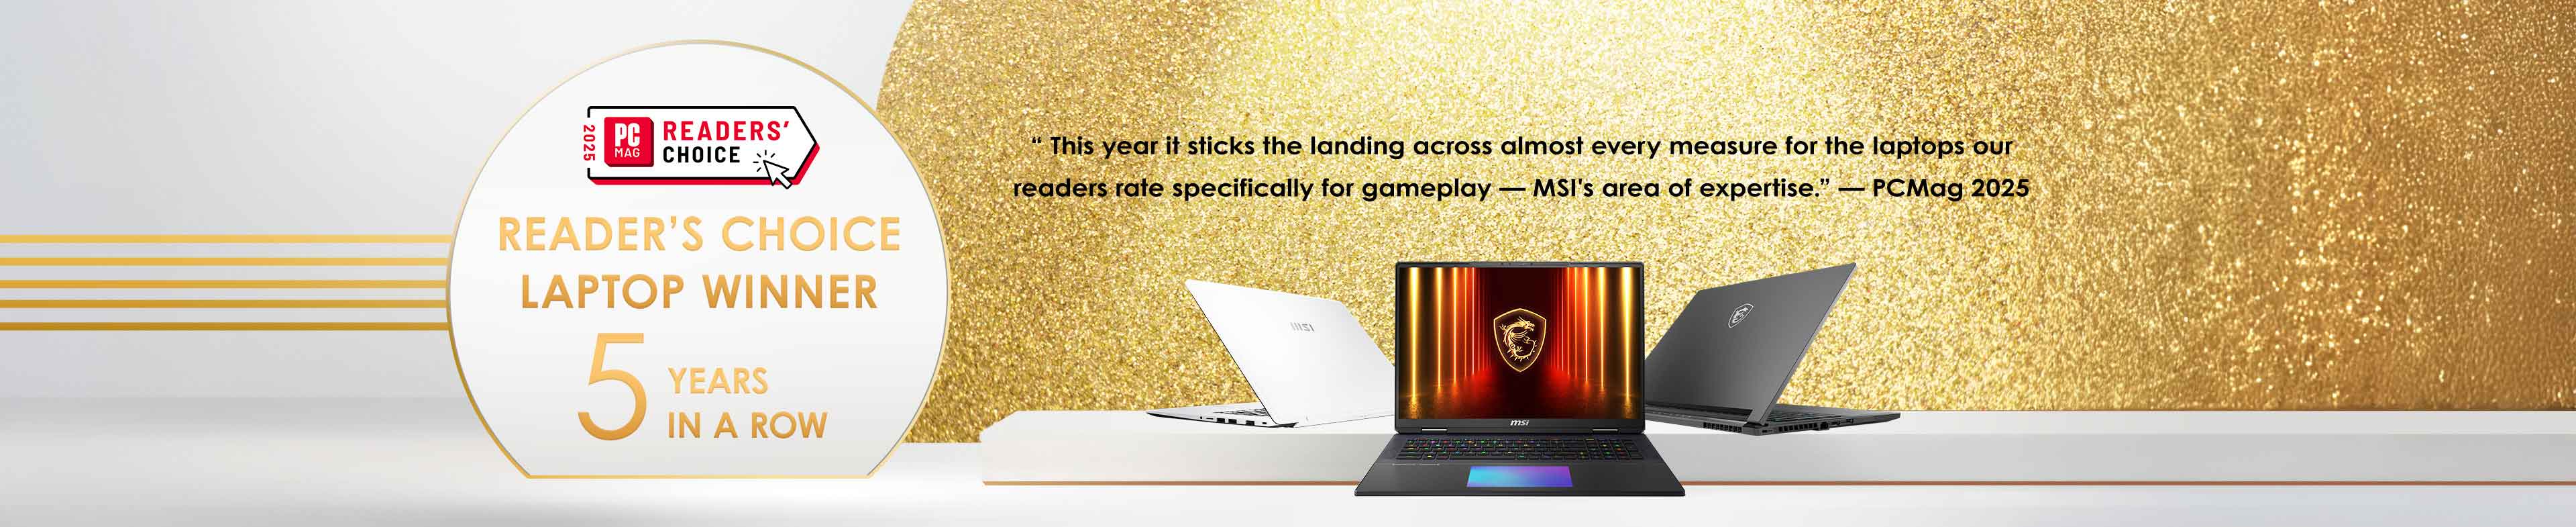 2025
PC
MAG
READERS'
CHOICE
READER'S CHOICE
LAPTOP WINNER
5 YEARS
IN A ROW
“ This year it sticks the landing across almost every measure for the laptops our
readers rate specifically for gameplay — MSI's area of expertise.” — PCMag 2025
msi
msi